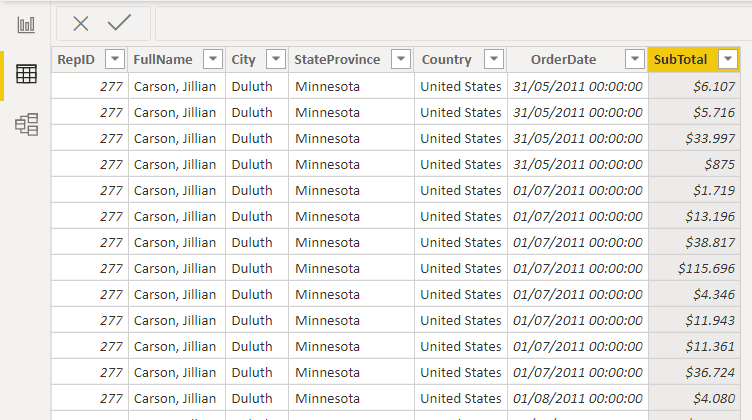 RepID FullName City StateProvince Country OrderDate SubTotal
277 Carson, Jillian Duluth Minnesota United States 31/05/2011 00:00:00 $6.107
277 Carson, Jillian Duluth Minnesota United States 31/05/2011 00:00:00 $5.716
277 Carson, Jillian Duluth Minnesota United States 31/05/2011 00:00:00 $33.997
277 Carson, Jillian Duluth Minnesota United States 31/05/2011 00:00:00 $875
277 Carson, Jillian Duluth Minnesota United States 01/07/2011 00:00:00 $1.719
277 Carson, Jillian Duluth Minnesota United States 01/07/2011 00:00:00 $13.196
277 Carson, Jillian Duluth Minnesota United States 01/07/2011 00:00:00 $38.817
277 Carson, Jillian Duluth Minnesota United States 01/07/2011 00:00:00 $115.696
277 Carson, Jillian Duluth Minnesota United States 01/07/2011 00:00:00 $4.346
277 Carson, Jillian Duluth Minnesota United States 01/07/2011 00:00:00 $11.943
277 Carson, Jillian Duluth Minnesota United States 01/07/2011 00:00:00 $11.361
277 Carson, Jillian Duluth Minnesota United States 01/07/2011 00:00:00 $36.724
277 Carson, Jillian Duluth Minnesota United States 01/08/2011 00:00:00 $4.080